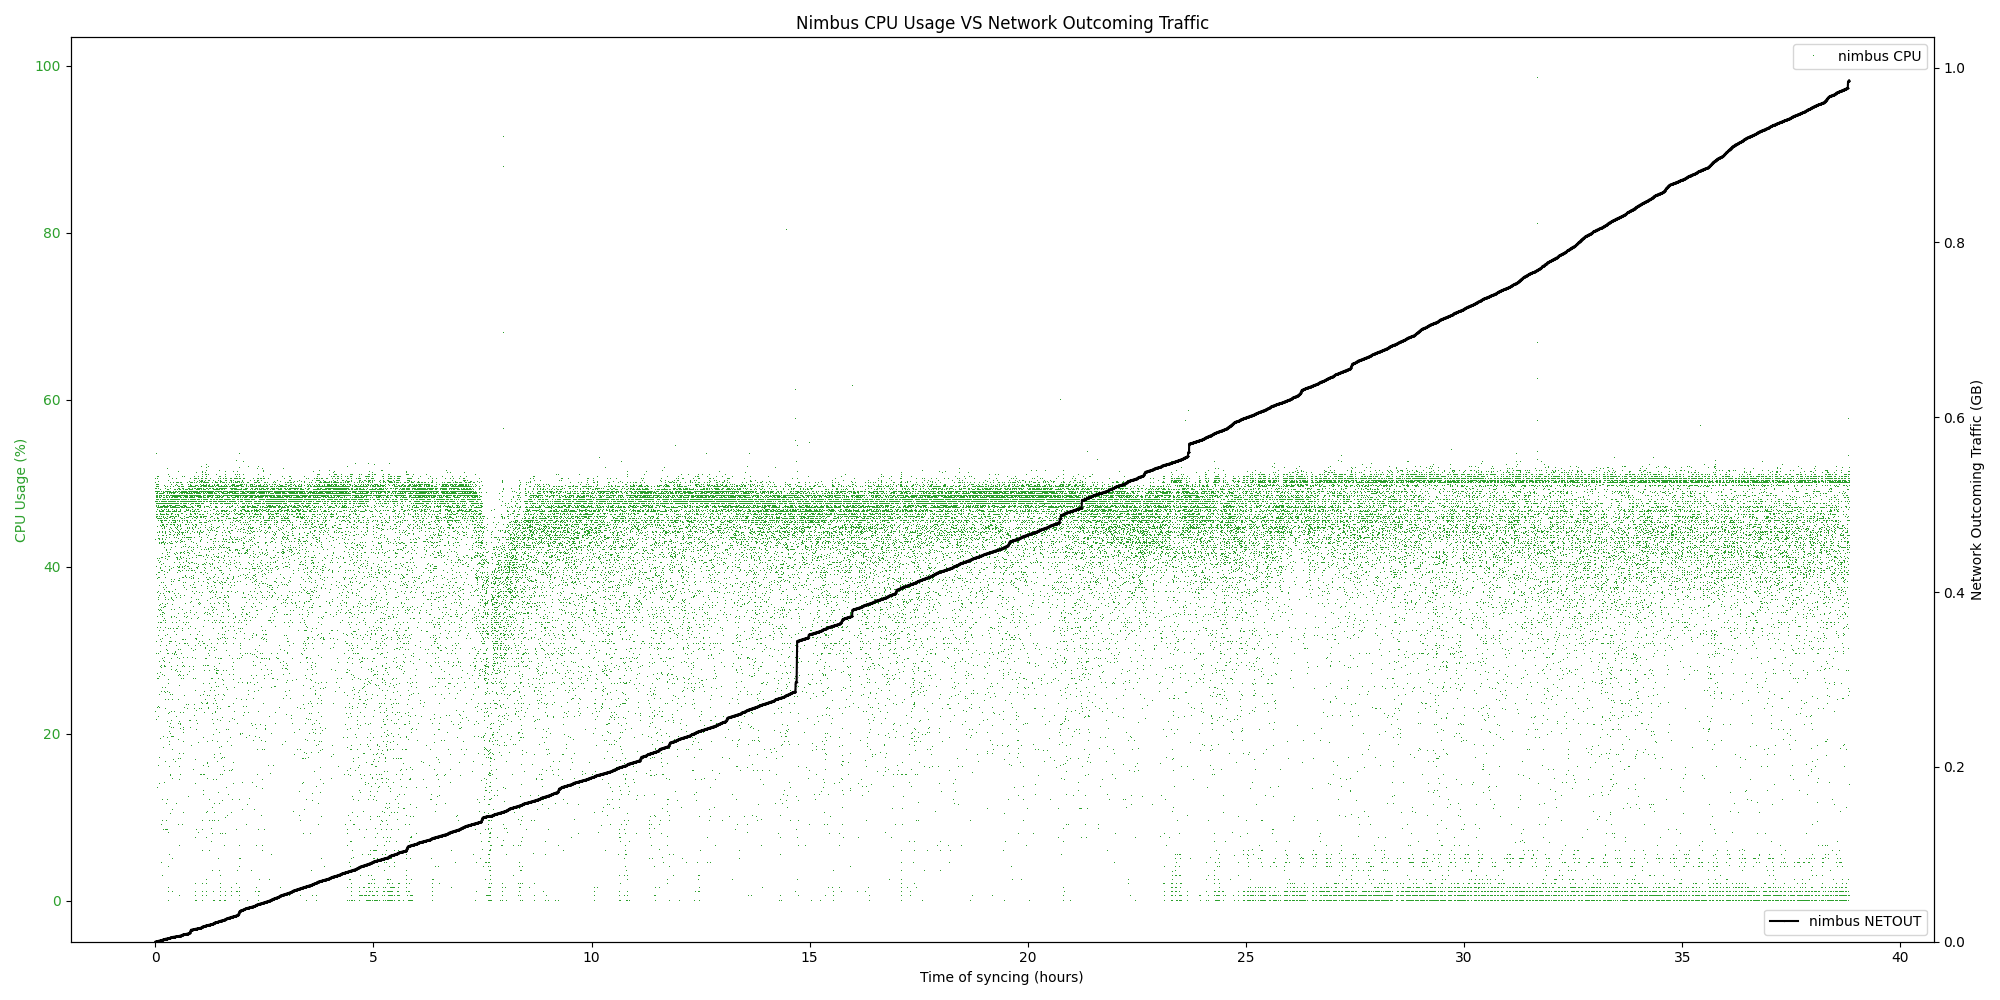 Nimbus CPU Usage VS Network Outcoming Traffic
nimbus CPU
100
80
60
40
20
0
CPU Usage (%)
1.0
0.8
0.6
0.4
0.2
0.0
Network Outcoming Traffic (GB)
nimbus NETOUT
0 5 10 15 20 25 30 35 40
Time of syncing (hours)